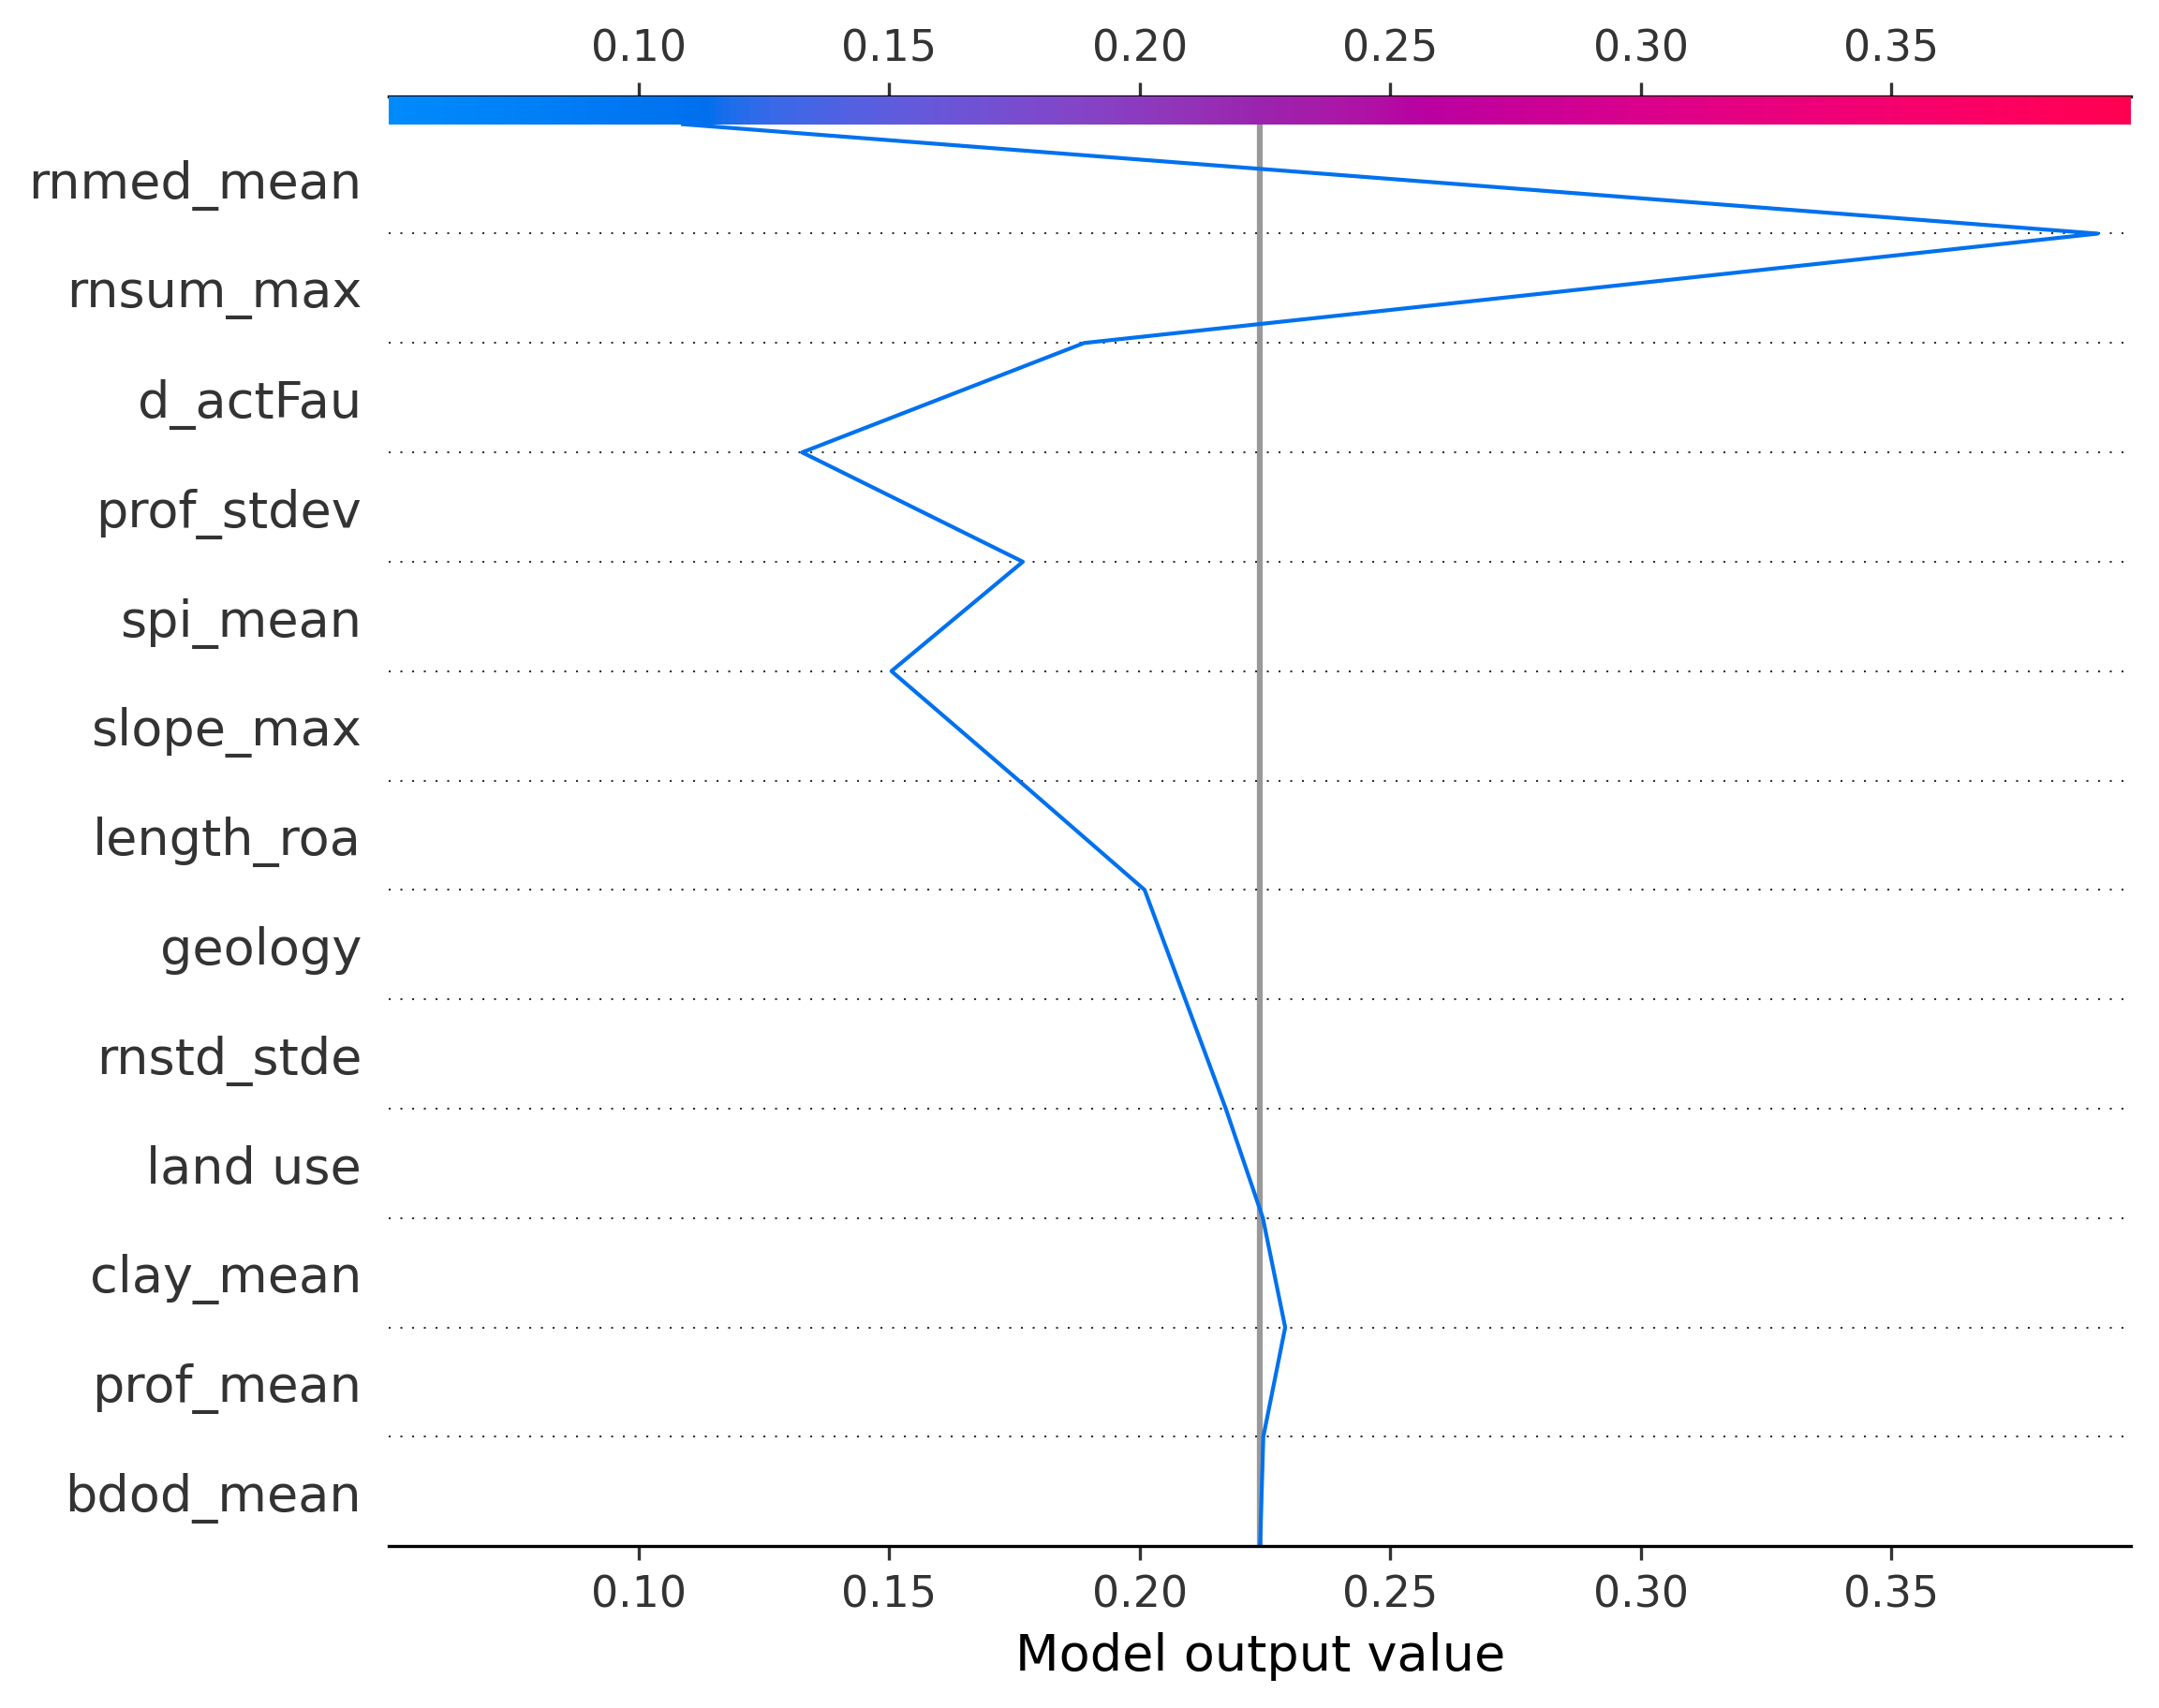 0.10 0.15 0.20 0.25 0.30 0.35
rnmed_mean
rnsum_max
d_actFau
prof_stdev
spi_mean
slope_max
length_roa
geology
rnstd_stde
land use
clay_mean
prof_mean
bdod_mean
0.10 0.15 0.20 0.25 0.30 0.35
Model output value